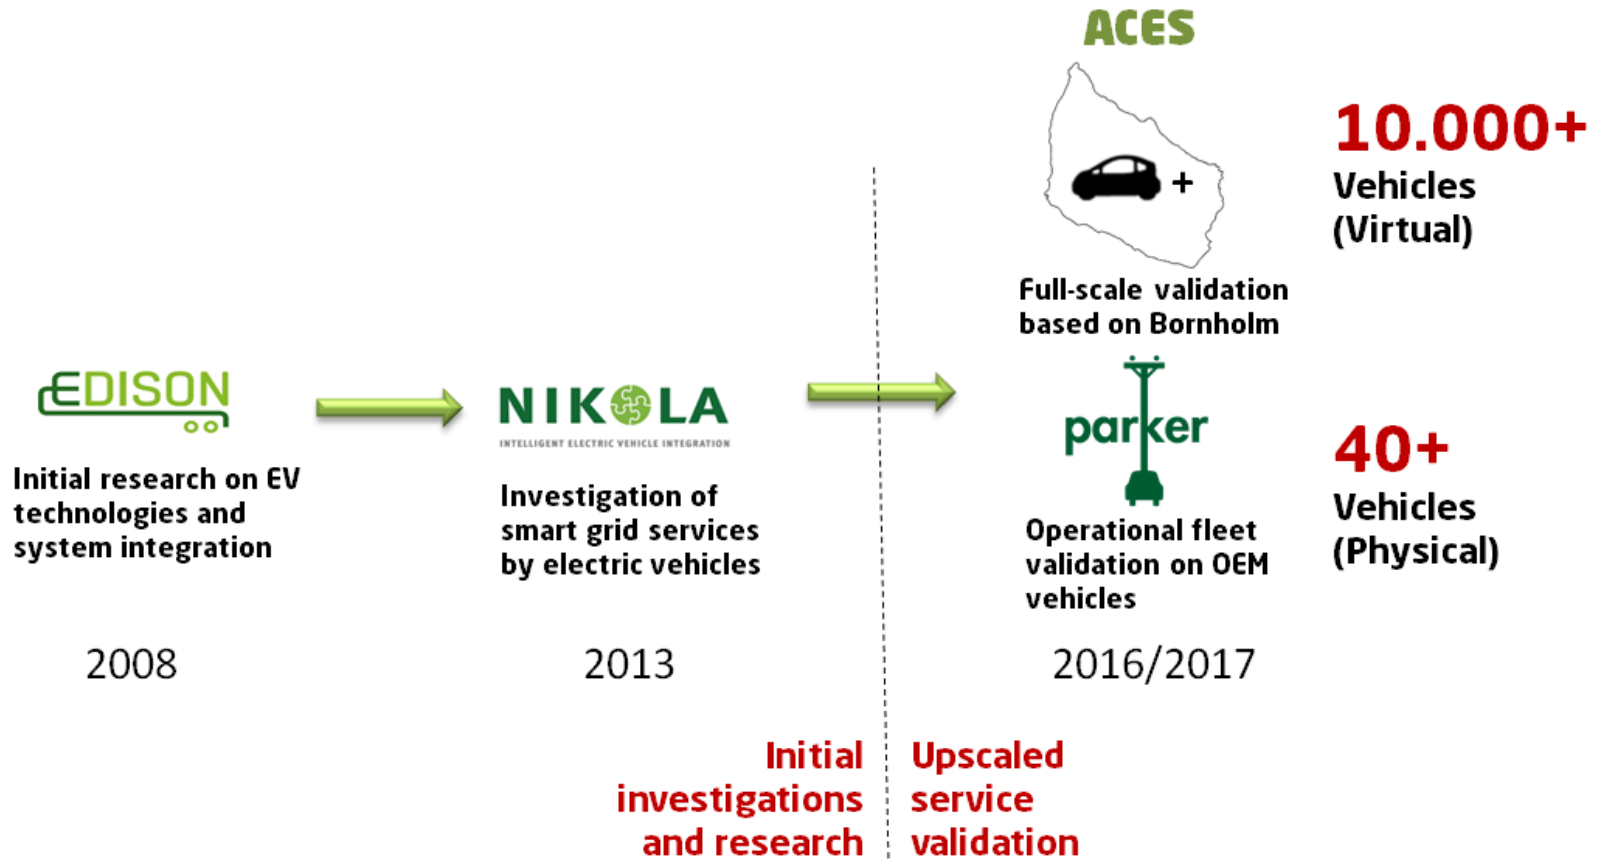 EDISON
Initial research on EV
technologies and
system integration
2008
NIKOLA
INTELLIGENT ELECTRIC VEHICLE INTEGRATION
Investigation of
smart grid services
by electric vehicles
2013
ACES
+
Full-scale validation
based on Bornholm
10.000+
Vehicles
(Virtual)
parker
Operational fleet
validation on OEM
vehicles
40+
Vehicles
(Physical)
2016/2017
Initial
investigations
and research
Upscaled
service
validation